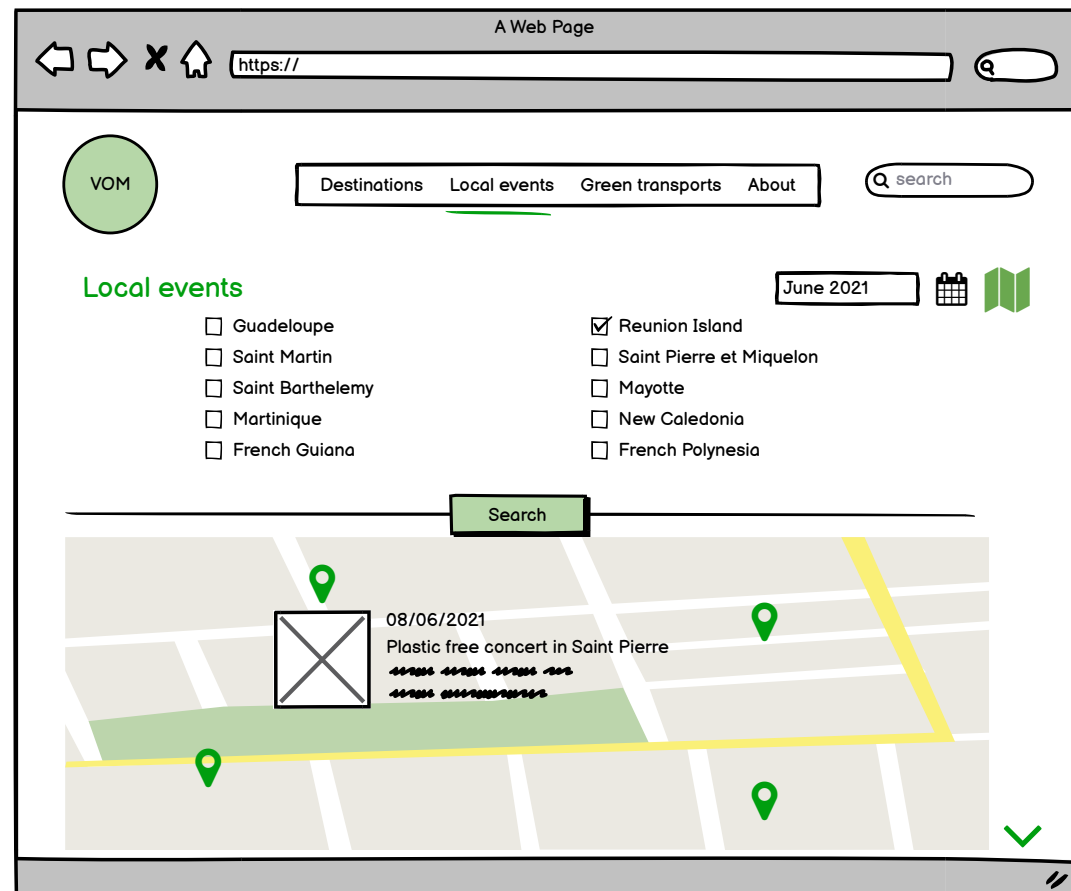 A Web Page
https://
VOM
Destinations Local events Green transports About
search
Local events
June 2021
Guadeloupe
Saint Martin
Saint Barthelemy
Martinique
French Guiana
Reunion Island
Saint Pierre et Miquelon
Mayotte
New Caledonia
French Polynesia
Search
08/06/2021
Plastic free concert in Saint Pierre